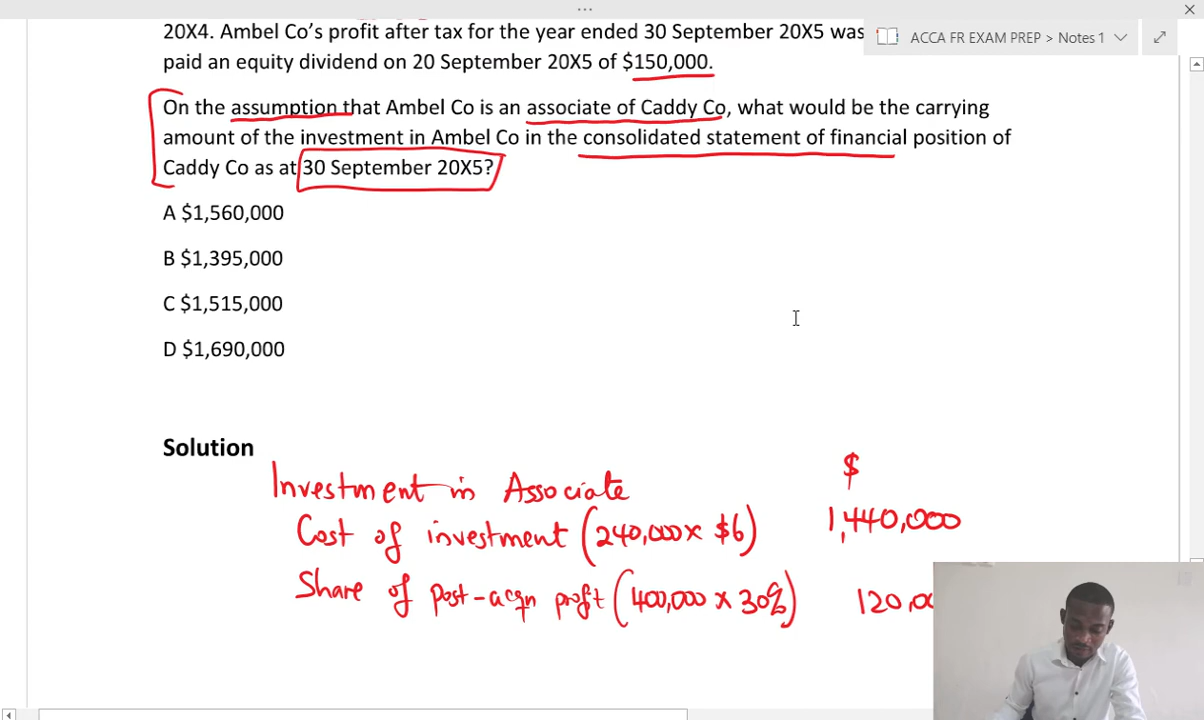 ...
ACCA FR EXAM PREP > Notes 1
20X4. Ambel Co's profit after tax for the year ended 30 September 20X5 was
paid an equity dividend on 20 September 20X5 of $150,000.
On the assumption that Ambel Co is an associate of Caddy Co, what would be the carrying
amount of the investment in Ambel Co in the consolidated statement of financial position of
Caddy Co as at 30 September 20X5?
A $1,560,000
B $1,395,000
C $1,515,000
D $1,690,000
Solution
$
Investment in Associate
Cost of investment (240,000 x $6) 1,440,000
Share of post-acqn profit (400,000 x 30%) 120,00